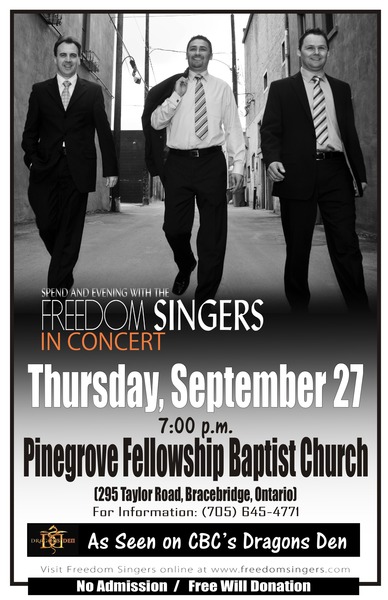 SPEND AND EVENING WITH THE
FREEDOM SINGERS
IN CONCERT
Thursday, September 27
7:00 p.m.
Pinegrove Fellowship Baptist Church
(295 Taylor Road, Bracebridge, Ontario)
For Information: (705) 645-4771
DRAGONS DEN
As Seen on CBC's Dragons Den
Visit Freedom Singers online at www.freedomsingers.com
No Admission / Free Will Donation